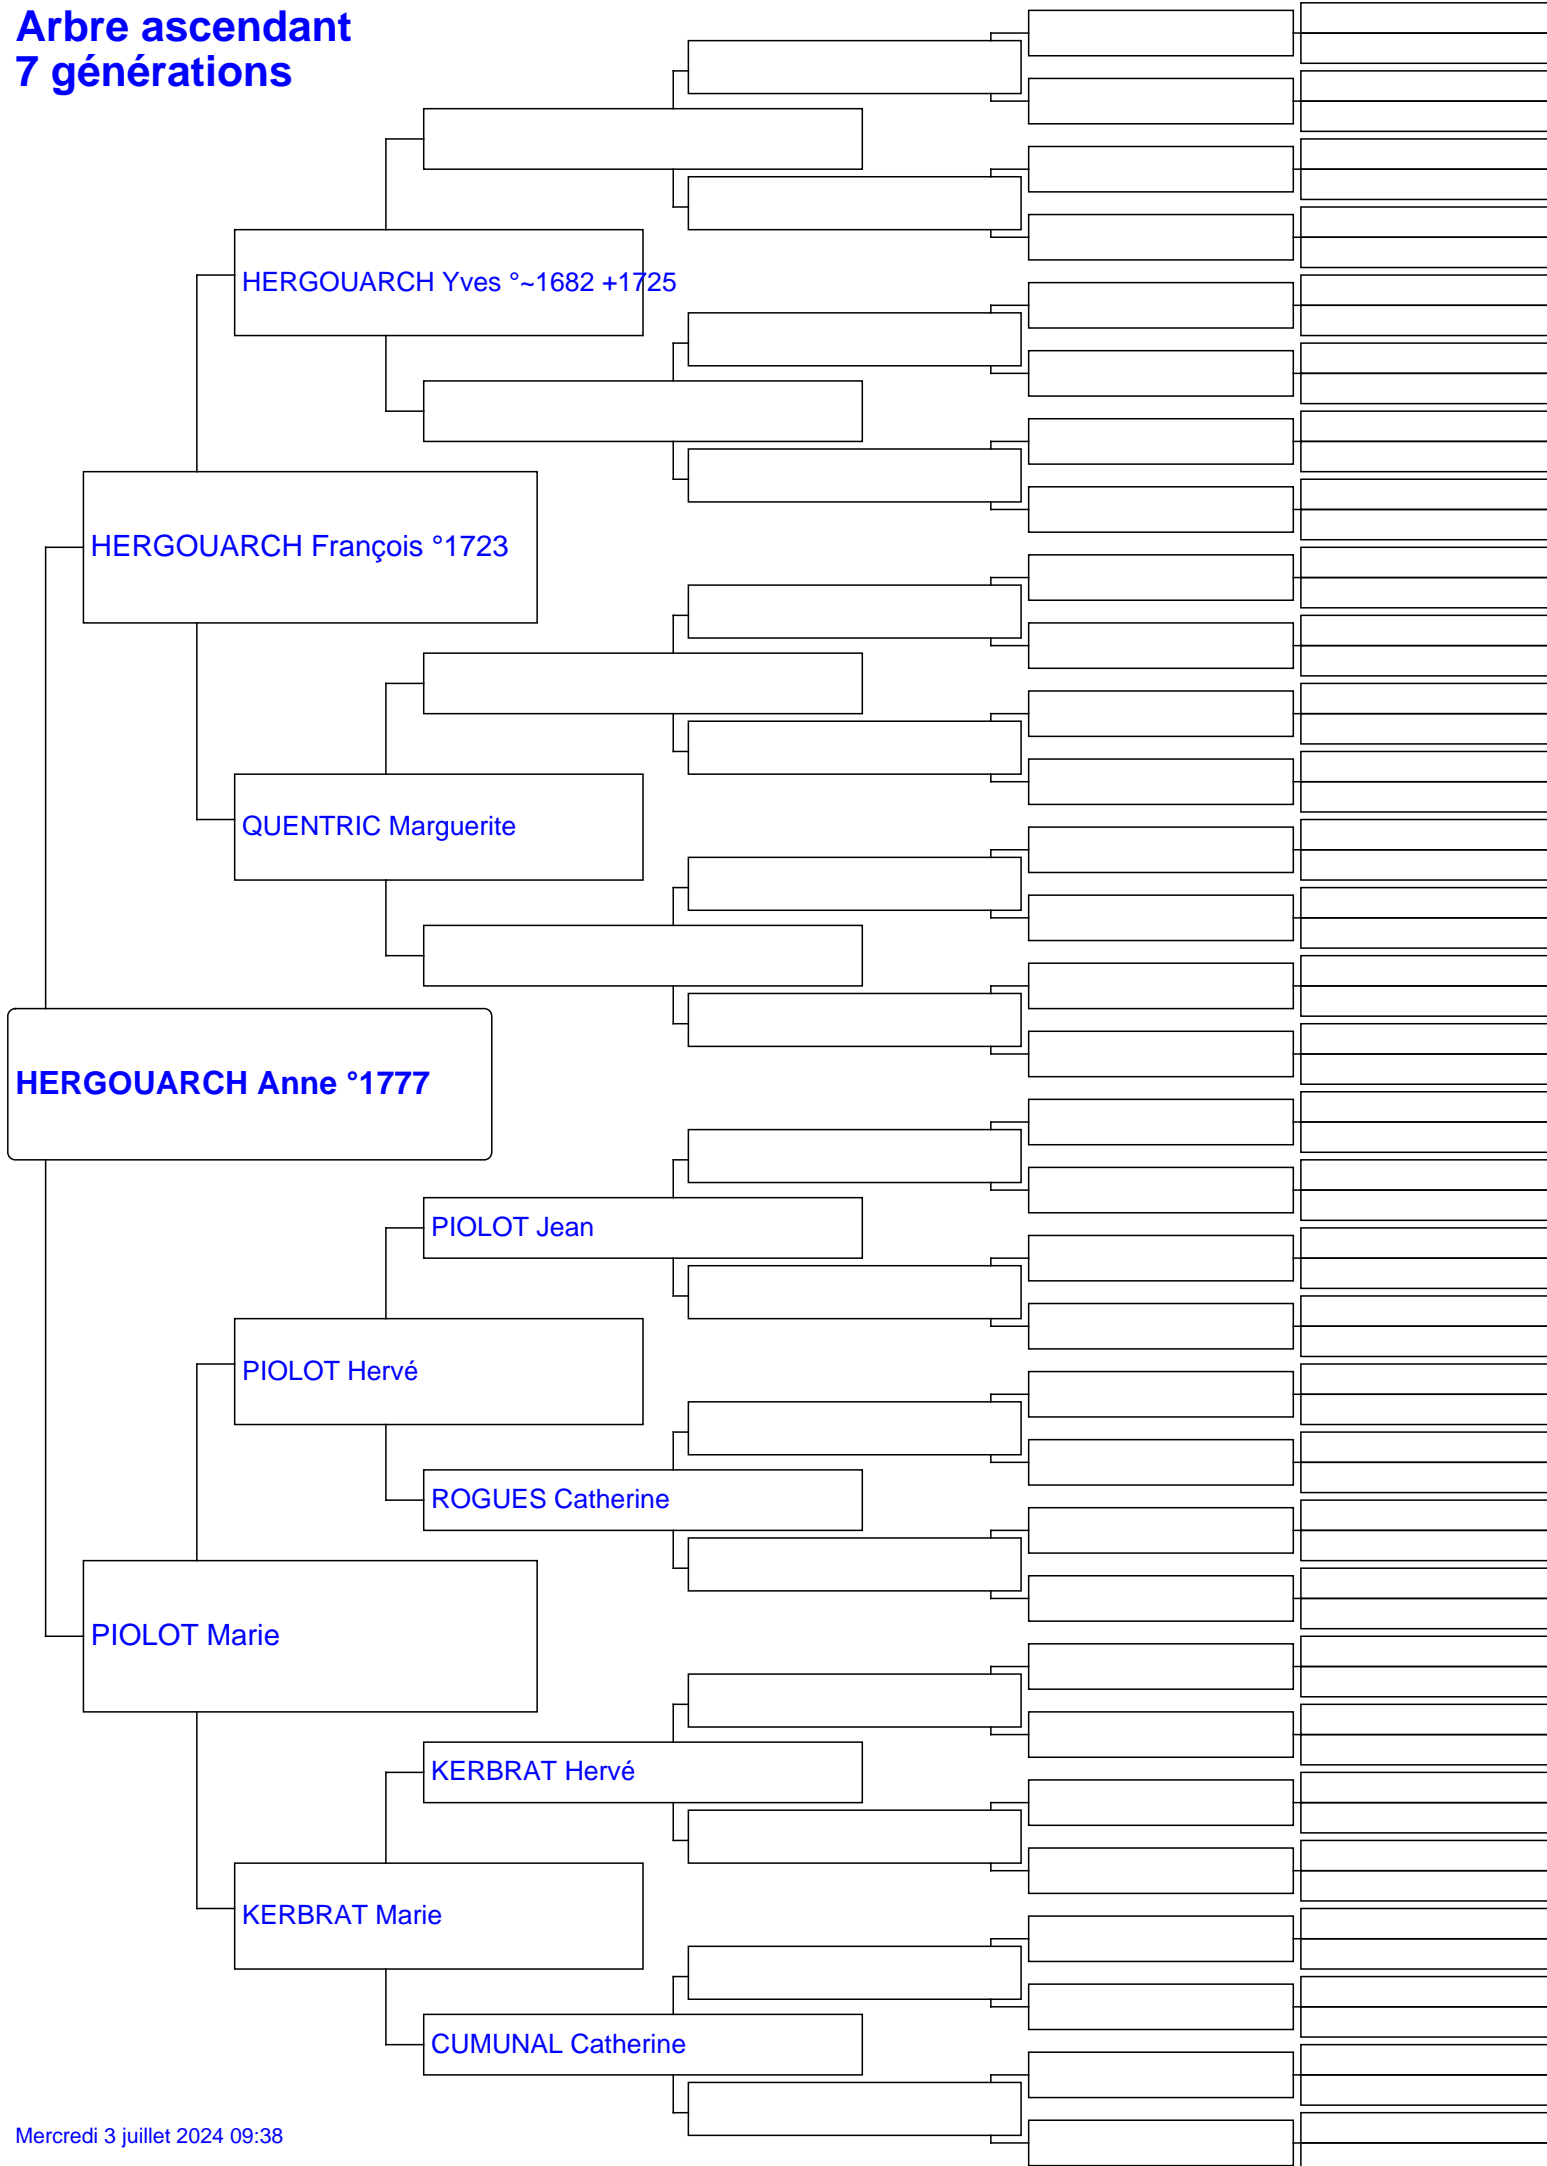 Arbre ascendant
7 générations
HERGOUARCH Yves °~1682 +1725
HERGOUARCH François °1723
QUENTRIC Marguerite
HERGOUARCH Anne °1777
PIOLOT Jean
PIOLOT Hervé
ROGUES Catherine
PIOLOT Marie
KERBRAT Hervé
KERBRAT Marie
CUMUNAL Catherine
Mercredi 3 juillet 2024 09:38